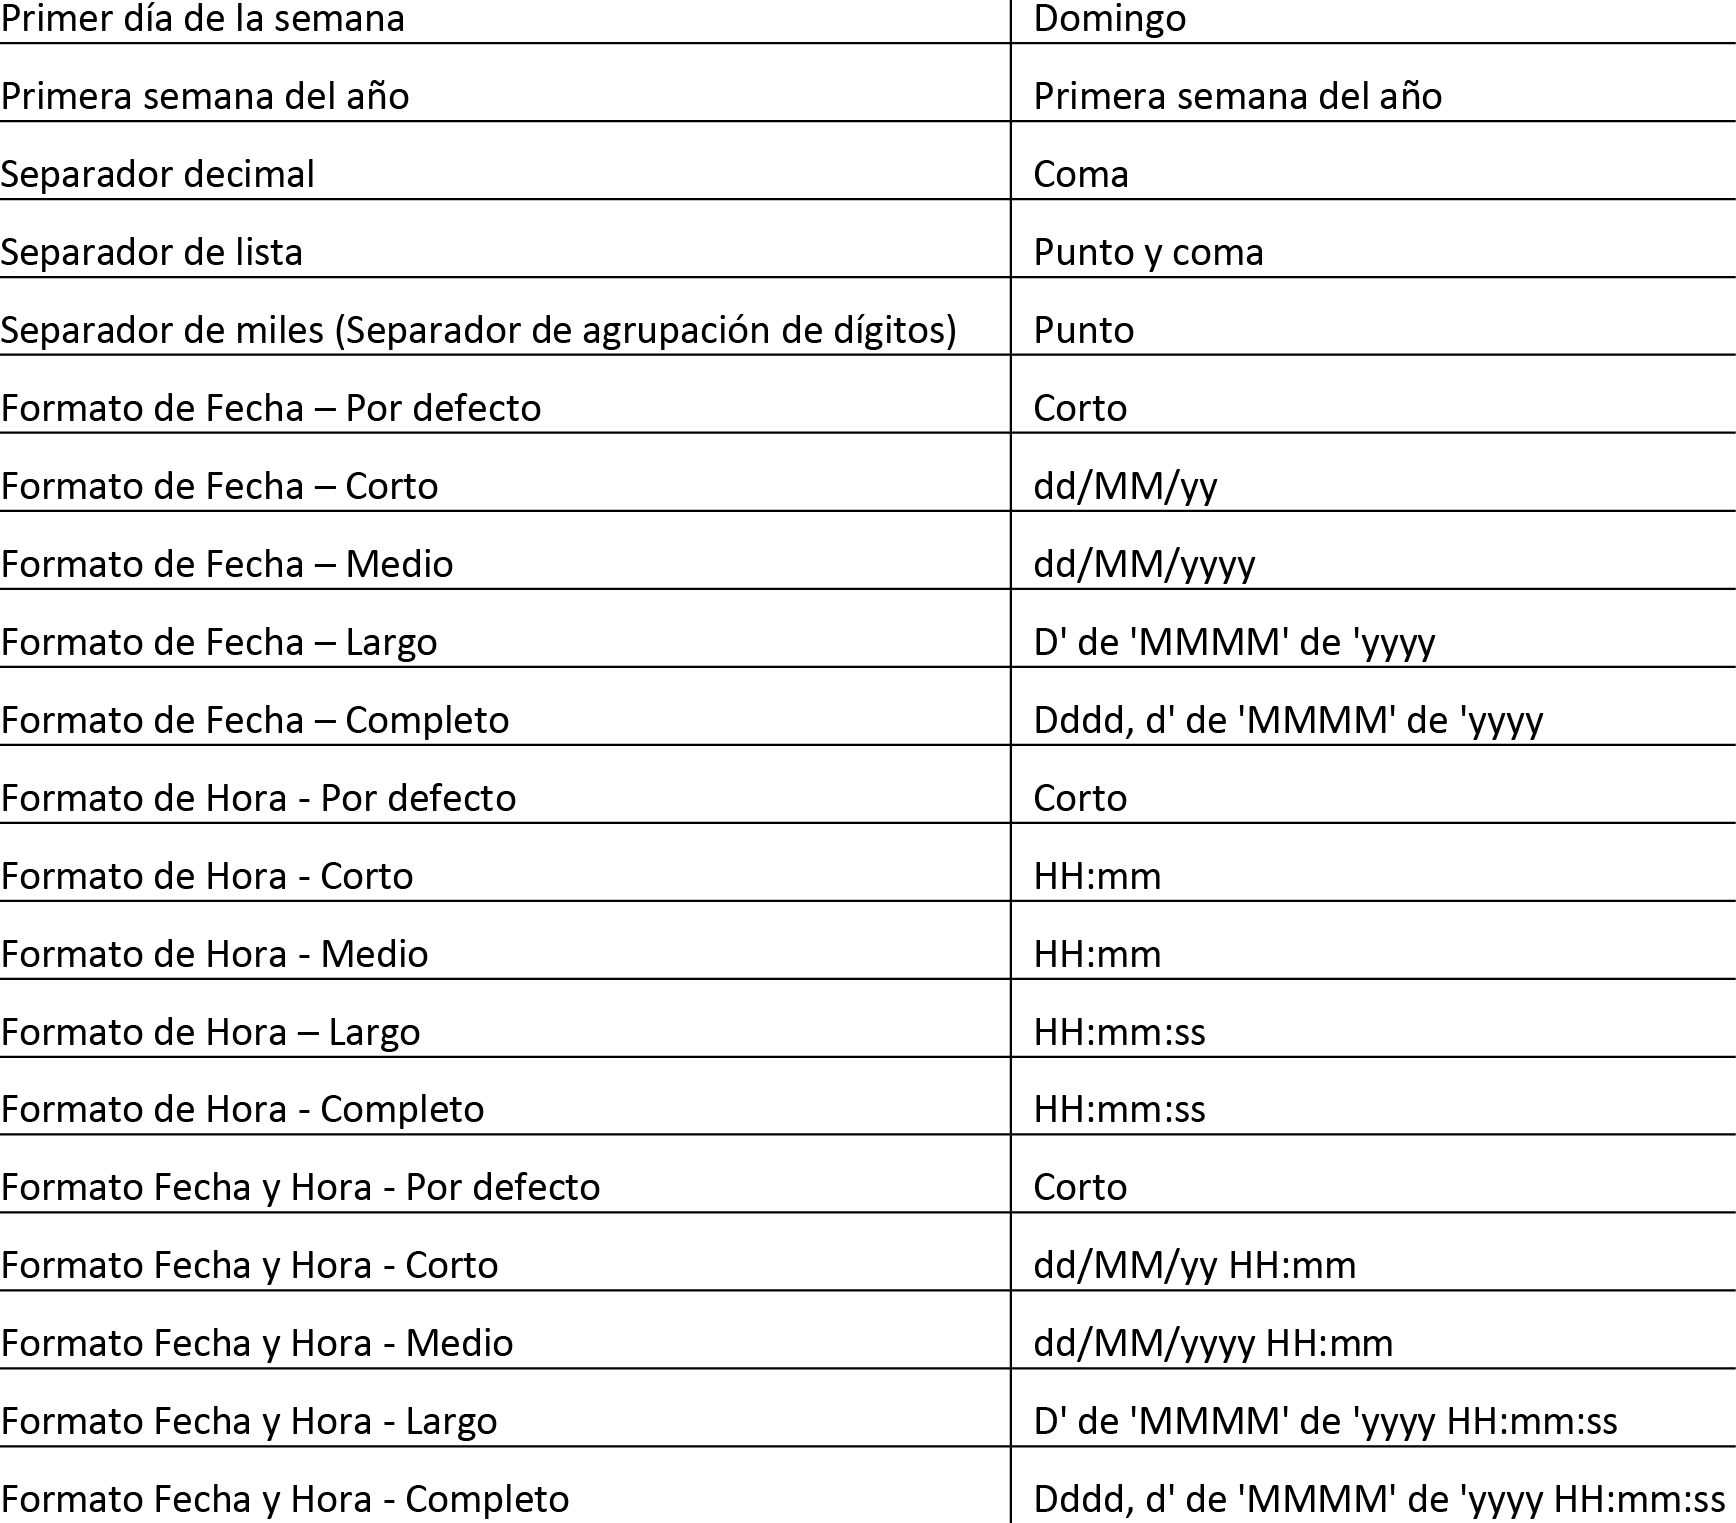 Primer día de la semana Domingo
Primera semana del año Primera semana del año
Separador decimal Coma
Separador de lista Punto y coma
Separador de miles (Separador de agrupación de dígitos) Punto
Formato de Fecha – Por defecto Corto
Formato de Fecha – Corto dd/MM/yy
Formato de Fecha – Medio dd/MM/yyyy
Formato de Fecha – Largo D' de 'MMMM' de 'yyyy
Formato de Fecha – Completo Dddd, d' de 'MMMM' de 'yyyy
Formato de Hora - Por defecto Corto
Formato de Hora - Corto HH:mm
Formato de Hora - Medio HH:mm
Formato de Hora – Largo HH:mm:ss
Formato de Hora - Completo HH:mm:ss
Formato Fecha y Hora - Por defecto Corto
Formato Fecha y Hora - Corto dd/MM/yy HH:mm
Formato Fecha y Hora - Medio dd/MM/yyyy HH:mm
Formato Fecha y Hora - Largo D' de 'MMMM' de 'yyyy HH:mm:ss
Formato Fecha y Hora - Completo Dddd, d' de 'MMMM' de 'yyyy HH:mm:ss